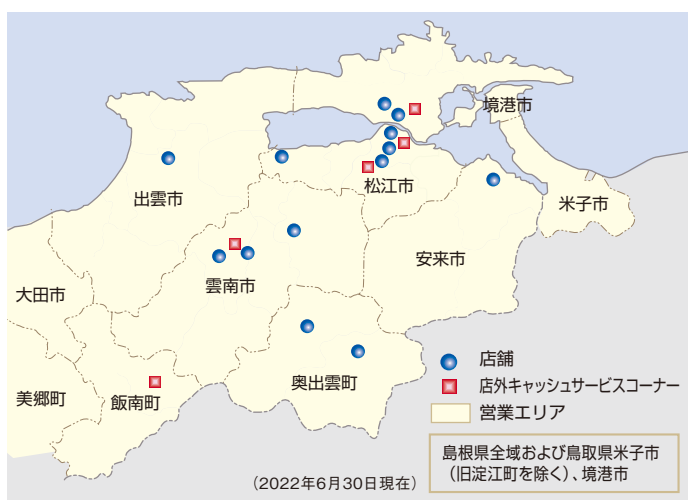 境港市
松江市
出雲市
米子市
安来市
雲南市
大田市
奥出雲町
美郷町
飯南町
店舗
店外キャッシュサービスコーナー
営業エリア
島根県全域および鳥取県米子市
（旧淀江町を除く）、境港市
（2022年6月30日現在）